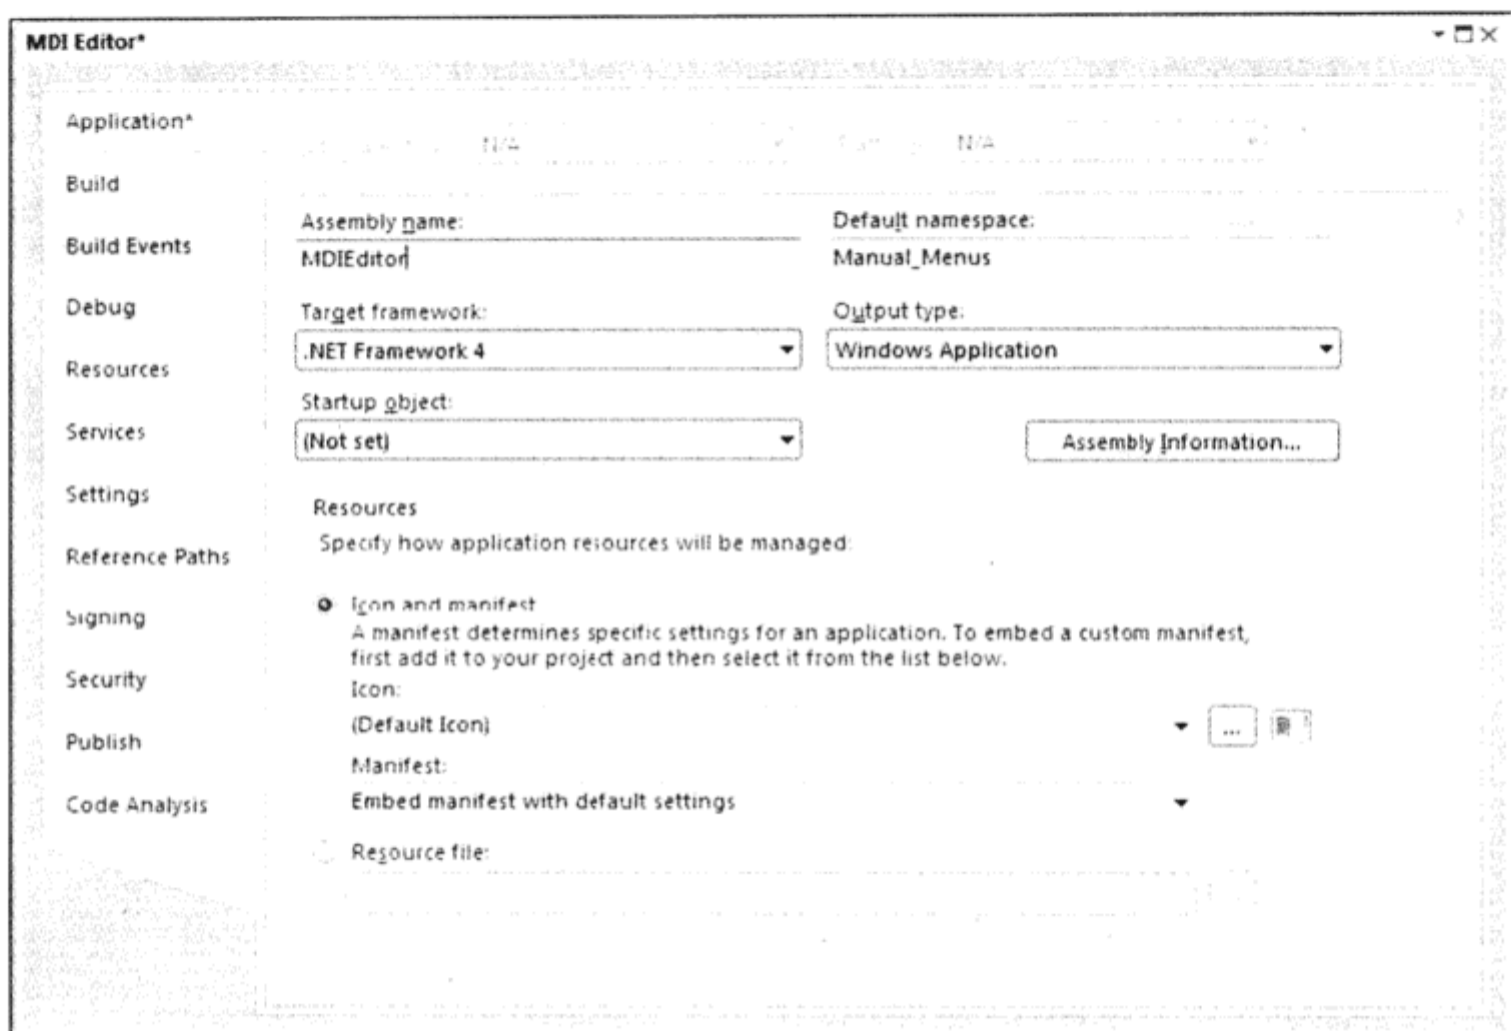 MDI Editor*
Application*
N/A
N/A
Build
Build Events
Debug
Resources
Services
Settings
Reference Paths
Signing
Security
Publish
Code Analysis
Assembly name:
Default namespace:
MDIEditor
Manual_Menus
Target framework:
Output type:
.NET Framework 4
Windows Application
Startup object:
(Not set)
Assembly Information...
Resources
Specify how application resources will be managed:
Icon and manifest
A manifest determines specific settings for an application. To embed a custom manifest,
first add it to your project and then select it from the list below.
Icon:
(Default Icon)
...
Manifest:
Embed manifest with default settings
Resource file: